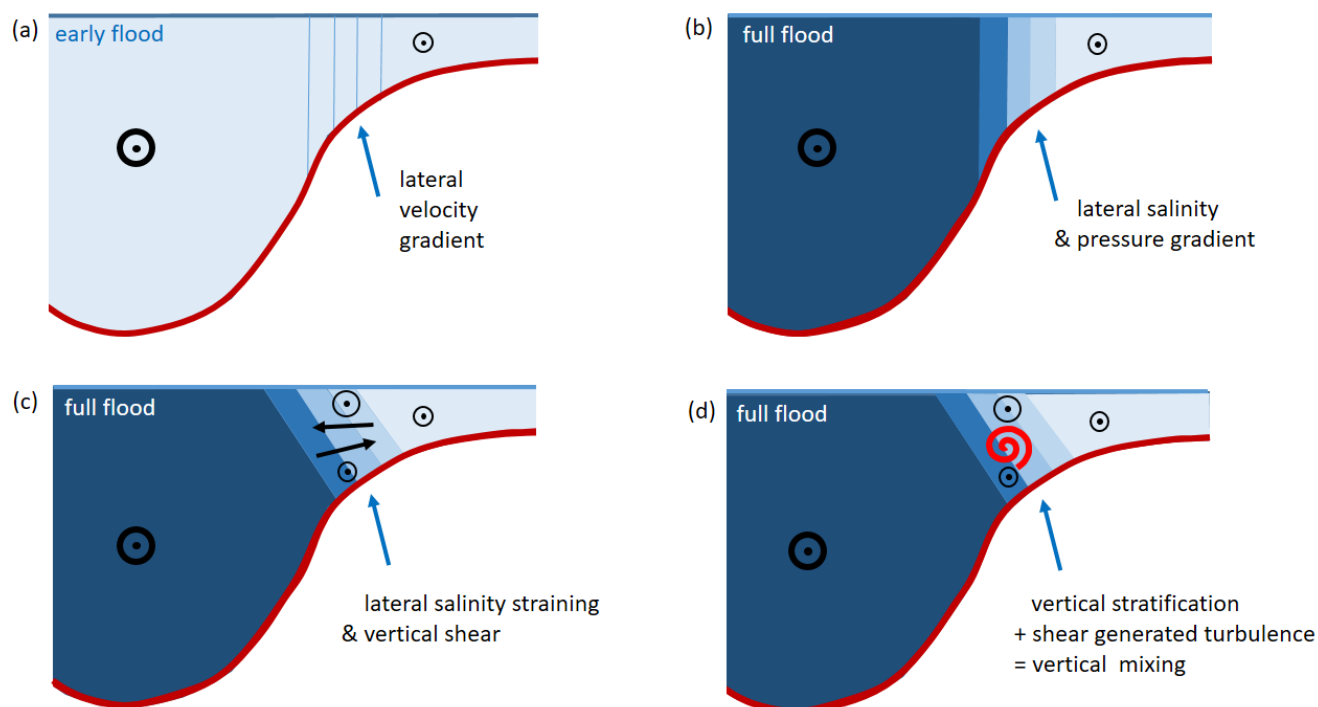 (a)
early flood
lateral
velocity
gradient
(b)
full flood
lateral salinity
& pressure gradient
(c)
full flood
lateral salinity straining
& vertical shear
(d)
full flood
vertical stratification
+ shear generated turbulence
= vertical mixing